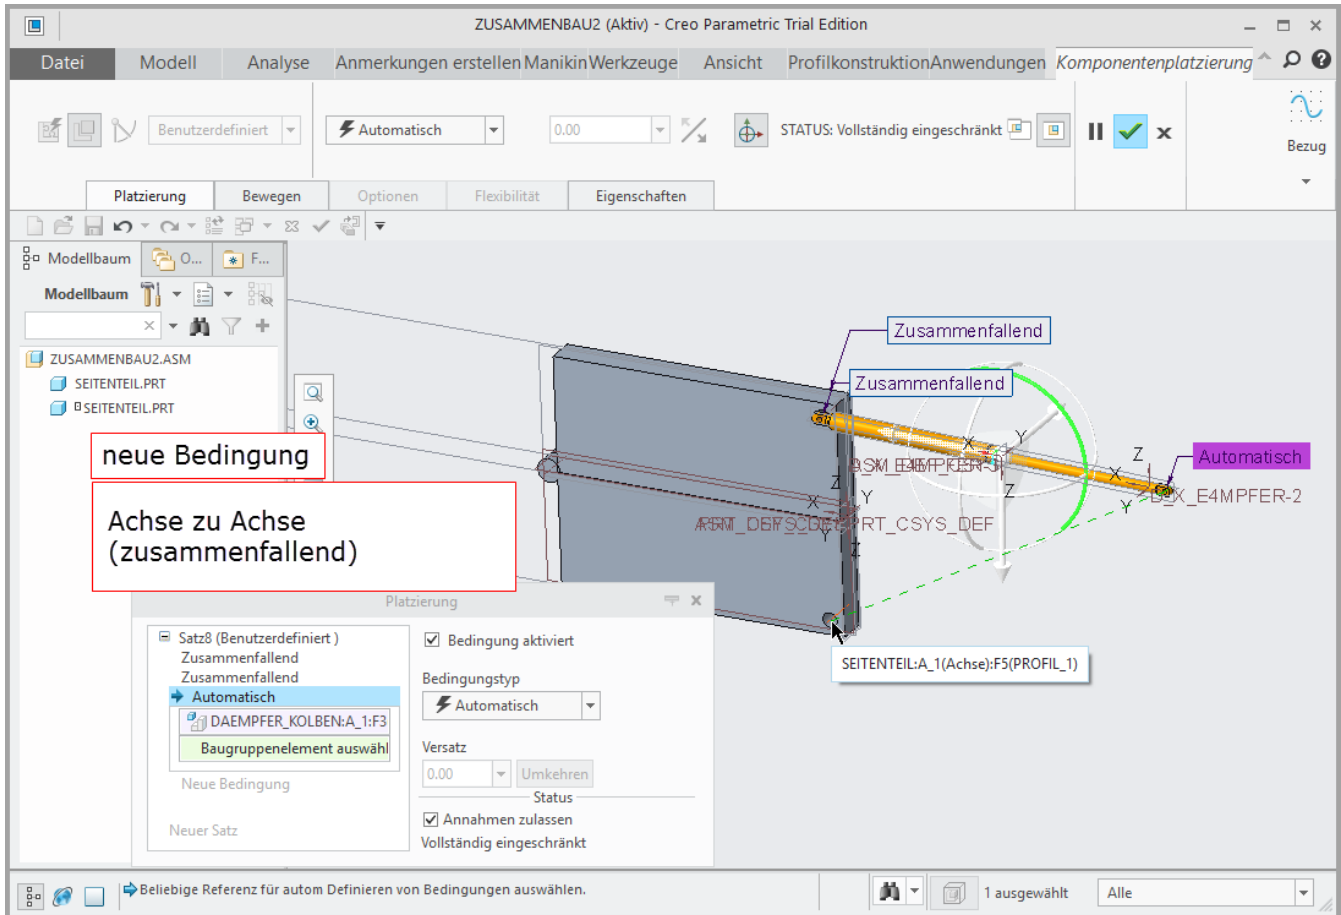 ZUSAMMENBAU2 (Aktiv) - Creo Parametric Trial Edition
Datei Modell Analyse Anmerkungen erstellen Manikin Werkzeuge Ansicht Profilkonstruktion Anwendungen Komponentenplatzierung
Benutzerdefiniert Automatisch 0.00 STATUS: Vollständig eingeschränkt
Bezug
Platzierung Bewegen Optionen Flexibilität Eigenschaften
Modellbaum O... F...
Modellbaum
ZUSAMMENBAU2.ASM
SEITENTEIL.PRT
SEITENTEIL.PRT
neue Bedingung
Achse zu Achse
(zusammenfallend)
Zusammenfallend
Zusammenfallend
Automatisch
X Y Z
X
Z
Y
X_E4MPFER-2
Z Y
X
PRT_CSYS_DEF
Y
Z
SEITENTEIL:A_1(Achse):F5(PROFIL_1)
Platzierung
Satz8 (Benutzerdefiniert )
Zusammenfallend
Zusammenfallend
Automatisch
DAEMPFER_KOLBEN:A_1:F3
Baugruppenelement auswähl
Neue Bedingung
Neuer Satz
Bedingung aktiviert
Bedingungstyp
Automatisch
Versatz
0.00 Umkehren
Status
Annahmen zulassen
Vollständig eingeschränkt
Beliebige Referenz für autom Definieren von Bedingungen auswählen.
1 ausgewählt Alle